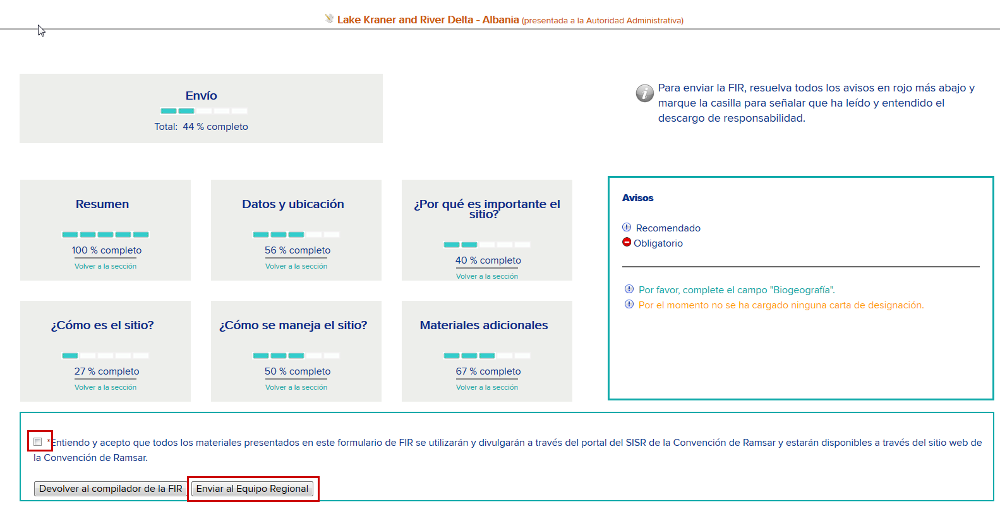 Lake Kraner and River Delta - Albania (presentada a la Autoridad Administrativa)
Envío
Total: 44 % completo
Para enviar la FIR, resuelva todos los avisos en rojo más abajo y
marque la casilla para señalar que ha leído y entendido el
descargo de responsabilidad.
Resumen
100 % completo
Volver a la sección
Datos y ubicación
56 % completo
Volver a la sección
¿Por qué es importante el
sitio?
40 % completo
Volver a la sección
¿Cómo es el sitio?
27 % completo
Volver a la sección
¿Cómo se maneja el sitio?
50 % completo
Volver a la sección
Materiales adicionales
67 % completo
Volver a la sección
Avisos
Recomendado
Obligatorio
Por favor, complete el campo "Biogeografía".
Por el momento no se ha cargado ninguna carta de designación.
*Entiendo y acepto que todos los materiales presentados en este formulario de FIR se utilizarán y divulgarán a través del portal del SISR de la Convención de Ramsar y estarán disponibles a través del sitio web de
la Convención de Ramsar.
Devolver al compilador de la FIR
Enviar al Equipo Regional